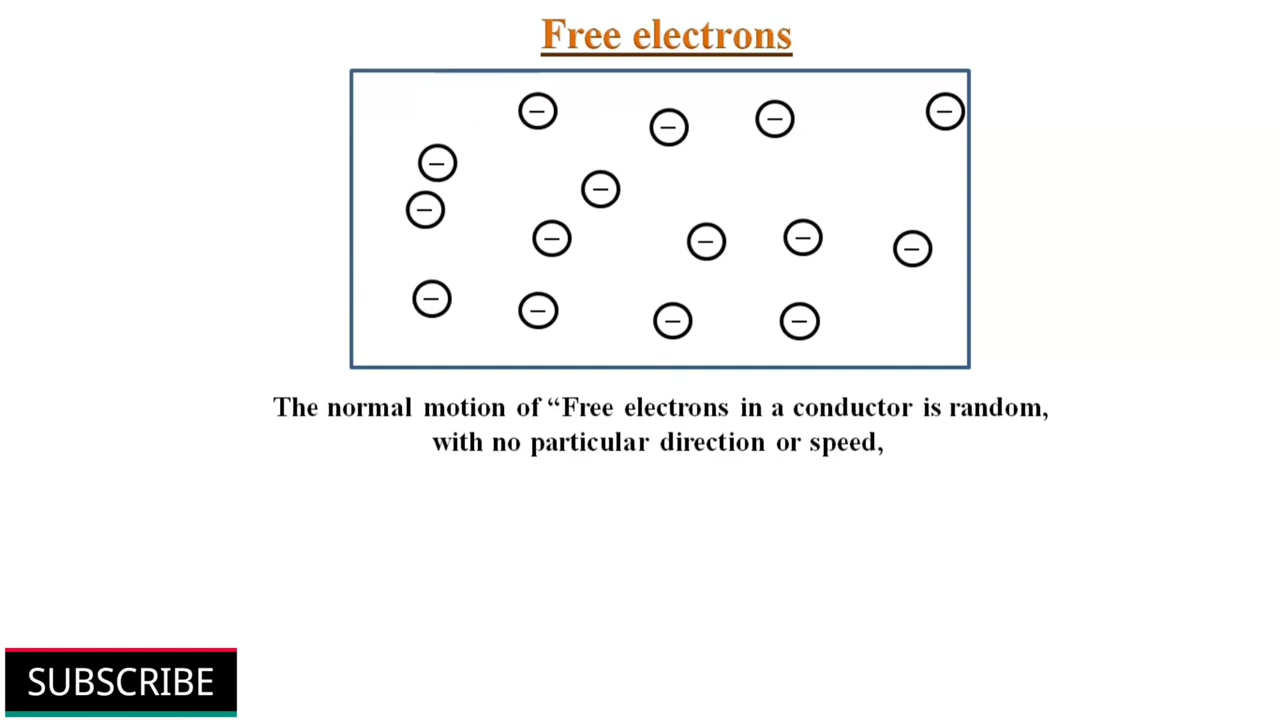 Free electrons
The normal motion of “Free electrons in a conductor is random,
with no particular direction or speed,
SUBSCRIBE